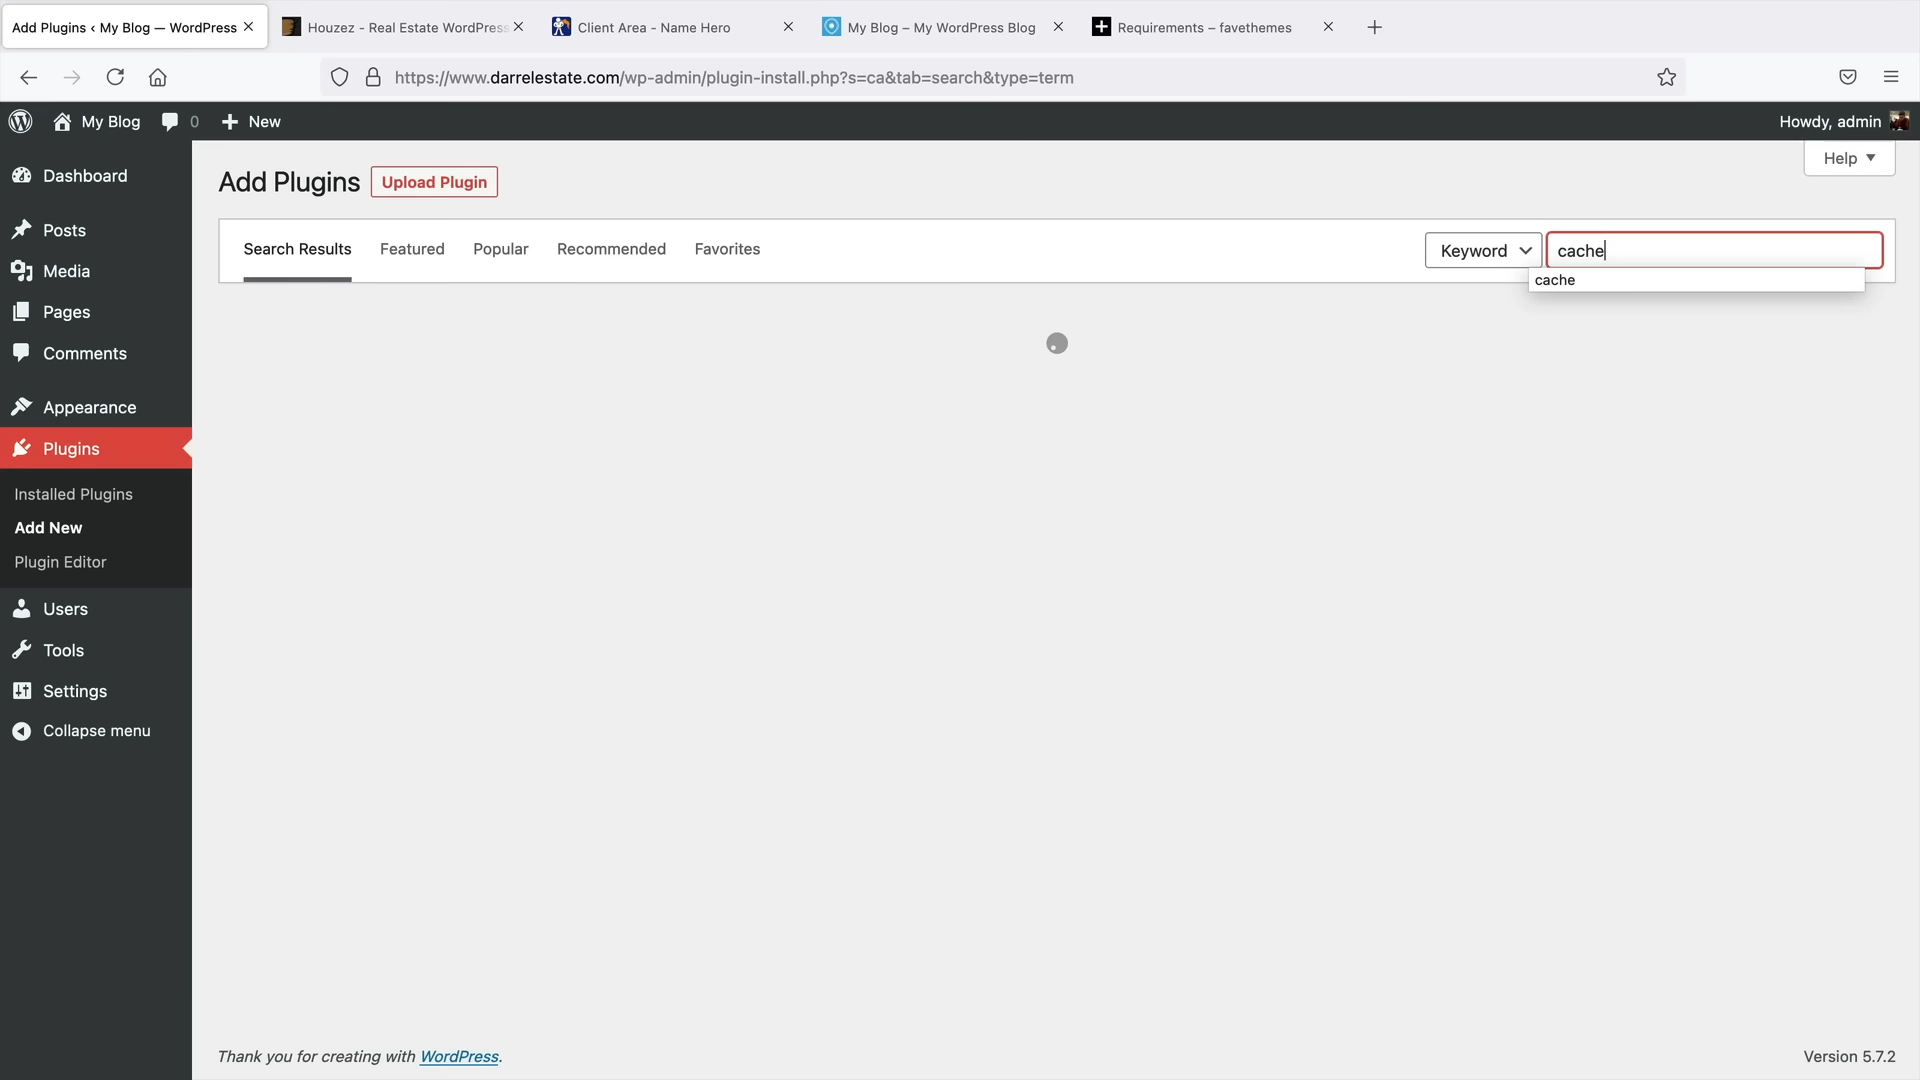 Add Plugins ‹ My Blog — WordPress
Houzez - Real Estate WordPress
Client Area - Name Hero
My Blog – My WordPress Blog
Requirements – favethemes
https://www.darrelestate.com/wp-admin/plugin-install.php?s=ca&tab=search&type=term
My Blog
0
New
Howdy, admin
Help
Dashboard
Posts
Media
Pages
Comments
Appearance
Plugins
Installed Plugins
Add New
Plugin Editor
Users
Tools
Settings
Collapse menu
Add Plugins
Upload Plugin
Search Results
Featured
Popular
Recommended
Favorites
Keyword
cache
cache
Thank you for creating with WordPress.
Version 5.7.2